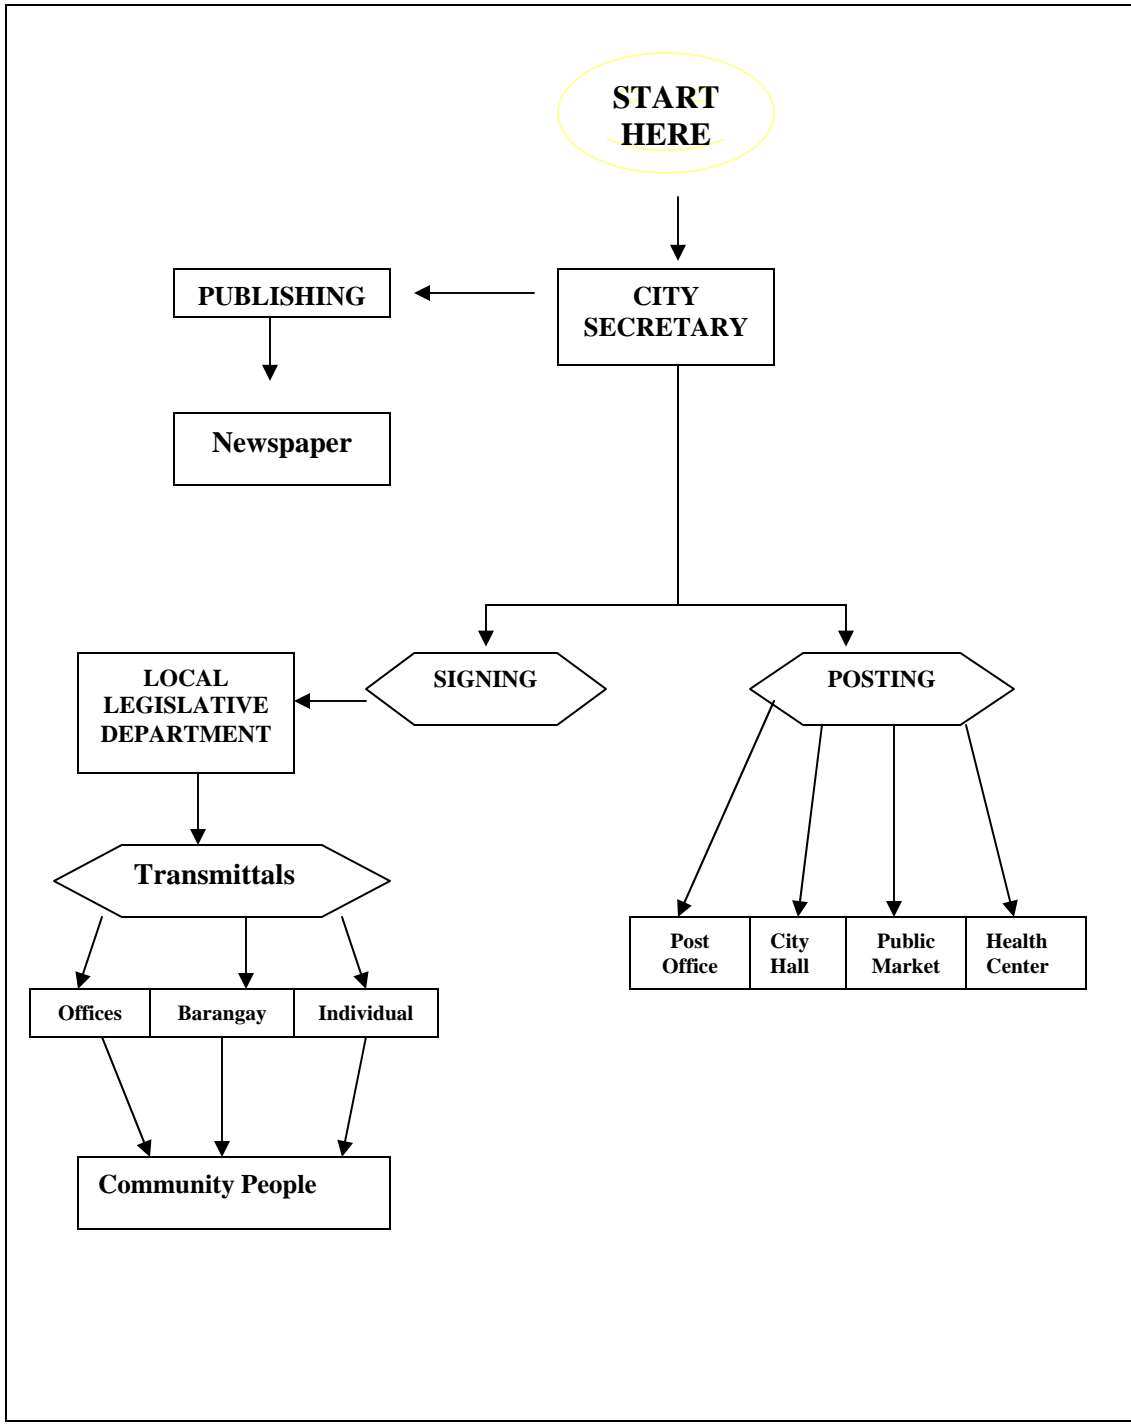 START
HERE
PUBLISHING
CITY
SECRETARY
Newspaper
LOCAL
LEGISLATIVE
DEPARTMENT
SIGNING
POSTING
Transmittals
Post
Office
City
Hall
Public
Market
Health
Center
Offices
Barangay
Individual
Community People